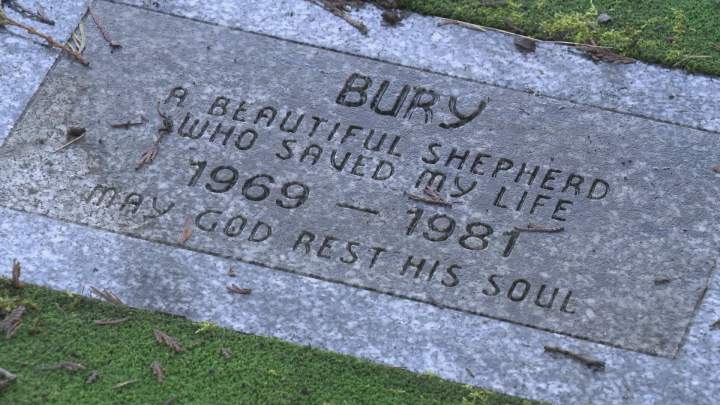 BURY
A BEAUTIFUL SHEPHERD
WHO SAVED MY LIFE
1969 – 1981
MAY GOD REST HIS SOUL